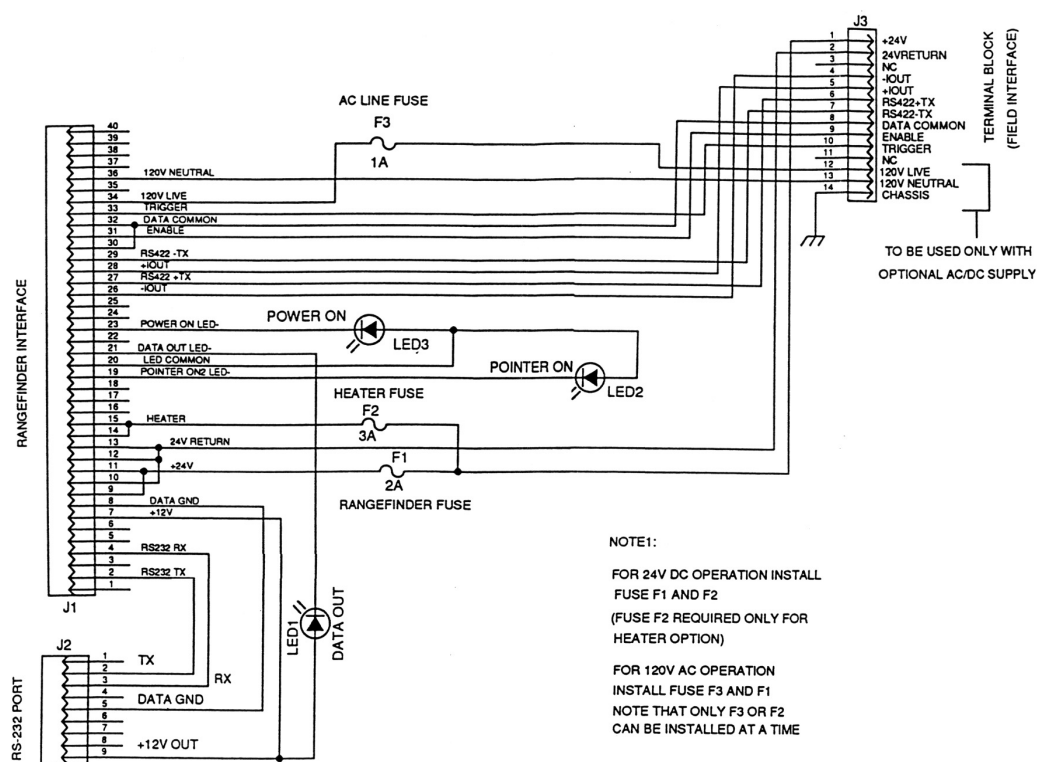 J3
1 +24V
2 24VRETURN
3 NC
4 -IOUT
5 +IOUT
6 RS422+TX
7 RS422-TX
8 DATA COMMON
9 ENABLE
10 TRIGGER
11 NC
12 120V LIVE
13 120V NEUTRAL
14 CHASSIS
TERMINAL BLOCK
(FIELD INTERFACE)
TO BE USED ONLY WITH
OPTIONAL AC/DC SUPPLY
AC LINE FUSE
F3
1A
RANGEFINDER INTERFACE
40
39
38
37
36 120V NEUTRAL
35
34 120V LIVE
33 TRIGGER
32 DATA COMMON
31 ENABLE
30
29 RS422 -TX
28 +IOUT
27 RS422 +TX
26 -IOUT
25
24
23 POWER ON LED-
22
21 DATA OUT LED-
20 LED COMMON
19 POINTER ON2 LED-
18
17
16
15 HEATER
14
13 24V RETURN
12
11 +24V
10
9
8 DATA GND
7 +12V
6
5
4 RS232 RX
3
2 RS232 TX
1
J1
POWER ON
LED3
POINTER ON
LED2
HEATER FUSE
F2
3A
F1
2A
RANGEFINDER FUSE
LED1
DATA OUT
J2
RS-232 PORT
1 TX
2
3 RX
4
5 DATA GND
6
7
8 +12V OUT
9
NOTE1:
FOR 24V DC OPERATION INSTALL
FUSE F1 AND F2
(FUSE F2 REQUIRED ONLY FOR
HEATER OPTION)
FOR 120V AC OPERATION
INSTALL FUSE F3 AND F1
NOTE THAT ONLY F3 OR F2
CAN BE INSTALLED AT A TIME